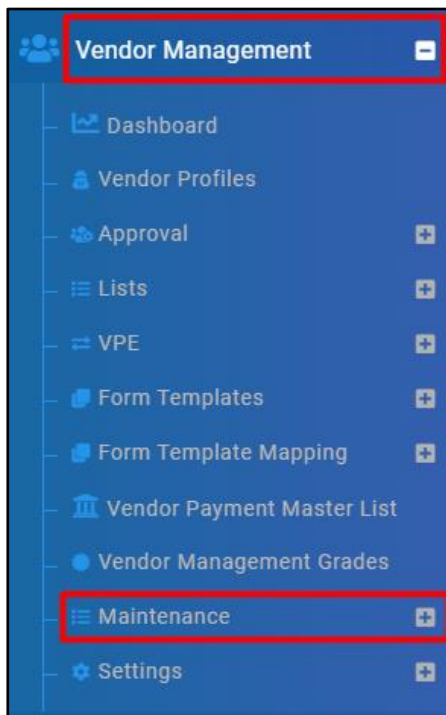 Vendor Management
Dashboard
Vendor Profiles
Approval
Lists
VPE
Form Templates
Form Template Mapping
Vendor Payment Master List
Vendor Management Grades
Maintenance
Settings